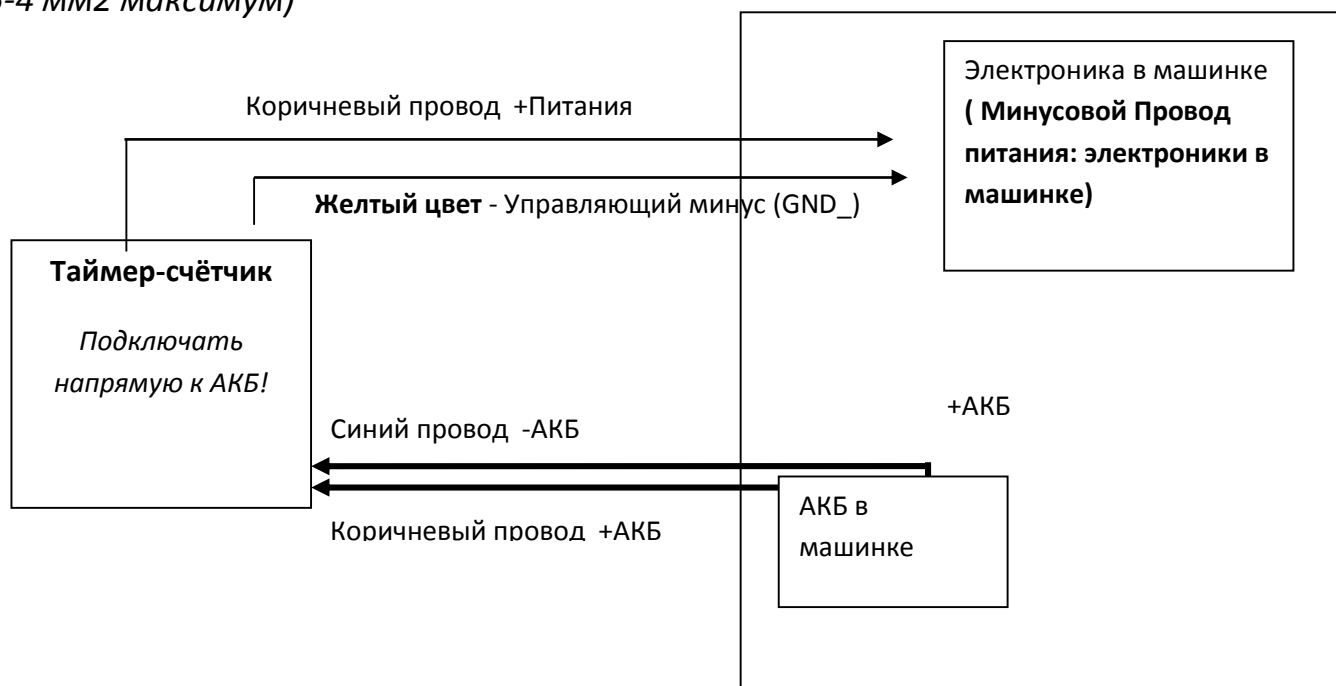 3-4 мм2 максимум)
Электроника в машинке
( Минусовой Провод
питания: электроники в
машинке)
Коричневый провод +Питания
Желтый цвет - Управляющий минус (GND_)
Таймер-счётчик
Подключать
напрямую к АКБ!
+АКБ
Синий провод -АКБ
АКБ в
машинке
Коричневый провод +АКБ